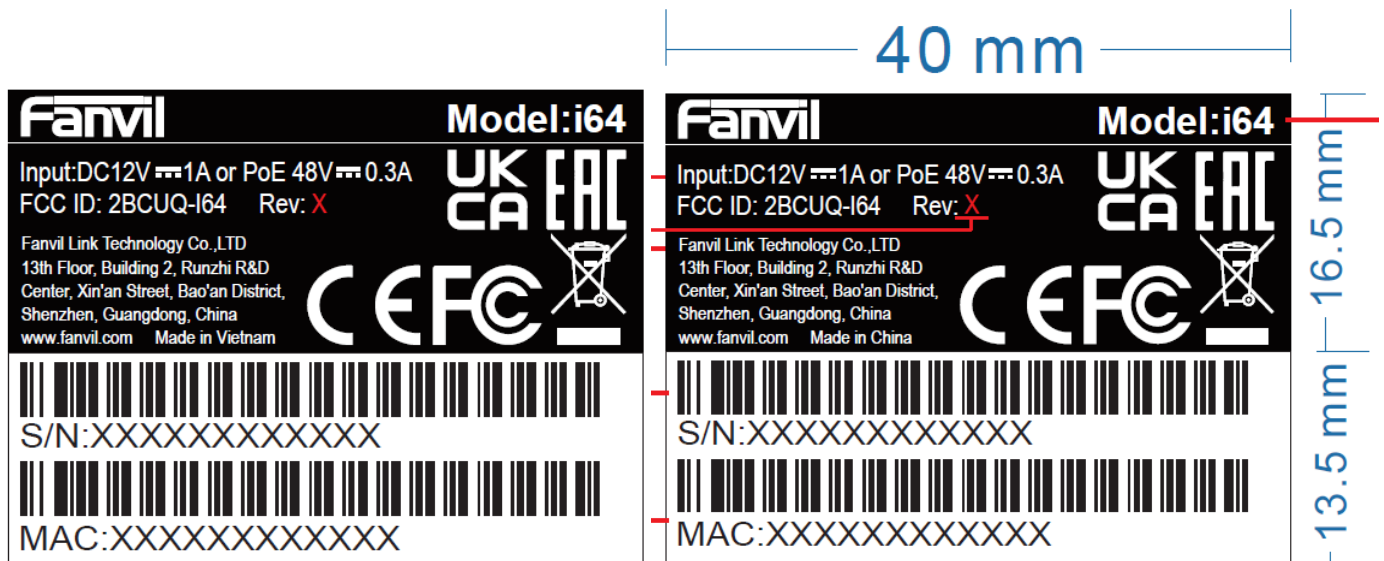 40 mm
Fanvil Model:i64
Input:DC12V⎓1A or PoE 48V⎓0.3A
FCC ID: 2BCUQ-I64 Rev: X
Fanvil Link Technology Co.,LTD
13th Floor, Building 2, Runzhi R&D
Center, Xin'an Street, Bao'an District,
Shenzhen, Guangdong, China
www.fanvil.com Made in Vietnam
UK
CA
EAC
CE FC
S/N:XXXXXXXXXXXX
MAC:XXXXXXXXXXXX
Fanvil Model:i64
Input:DC12V⎓1A or PoE 48V⎓0.3A
FCC ID: 2BCUQ-I64 Rev: X
Fanvil Link Technology Co.,LTD
13th Floor, Building 2, Runzhi R&D
Center, Xin'an Street, Bao'an District,
Shenzhen, Guangdong, China
www.fanvil.com Made in China
UK
CA
EAC
CE FC
S/N:XXXXXXXXXXXX
MAC:XXXXXXXXXXXX
16.5 mm
13.5 mm